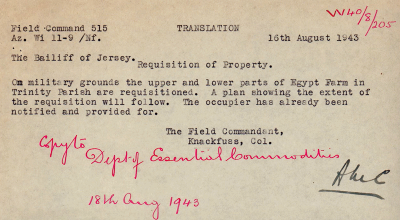 W40/8/205
Field Command 515 TRANSLATION
Az. Wi 11-9 /Nf. 16th August 1943
The Bailiff of Jersey.
Requisition of Property.
On military grounds the upper and lower parts of Egypt Farm in
Trinity Parish are requisitioned. A plan showing the extent of
the requisition will follow. The occupier has already been
notified and provided for.
The Field Commandant,
Knackfuss, Col.
Copy to
Dept of Essential Commodities
18th Aug 1943